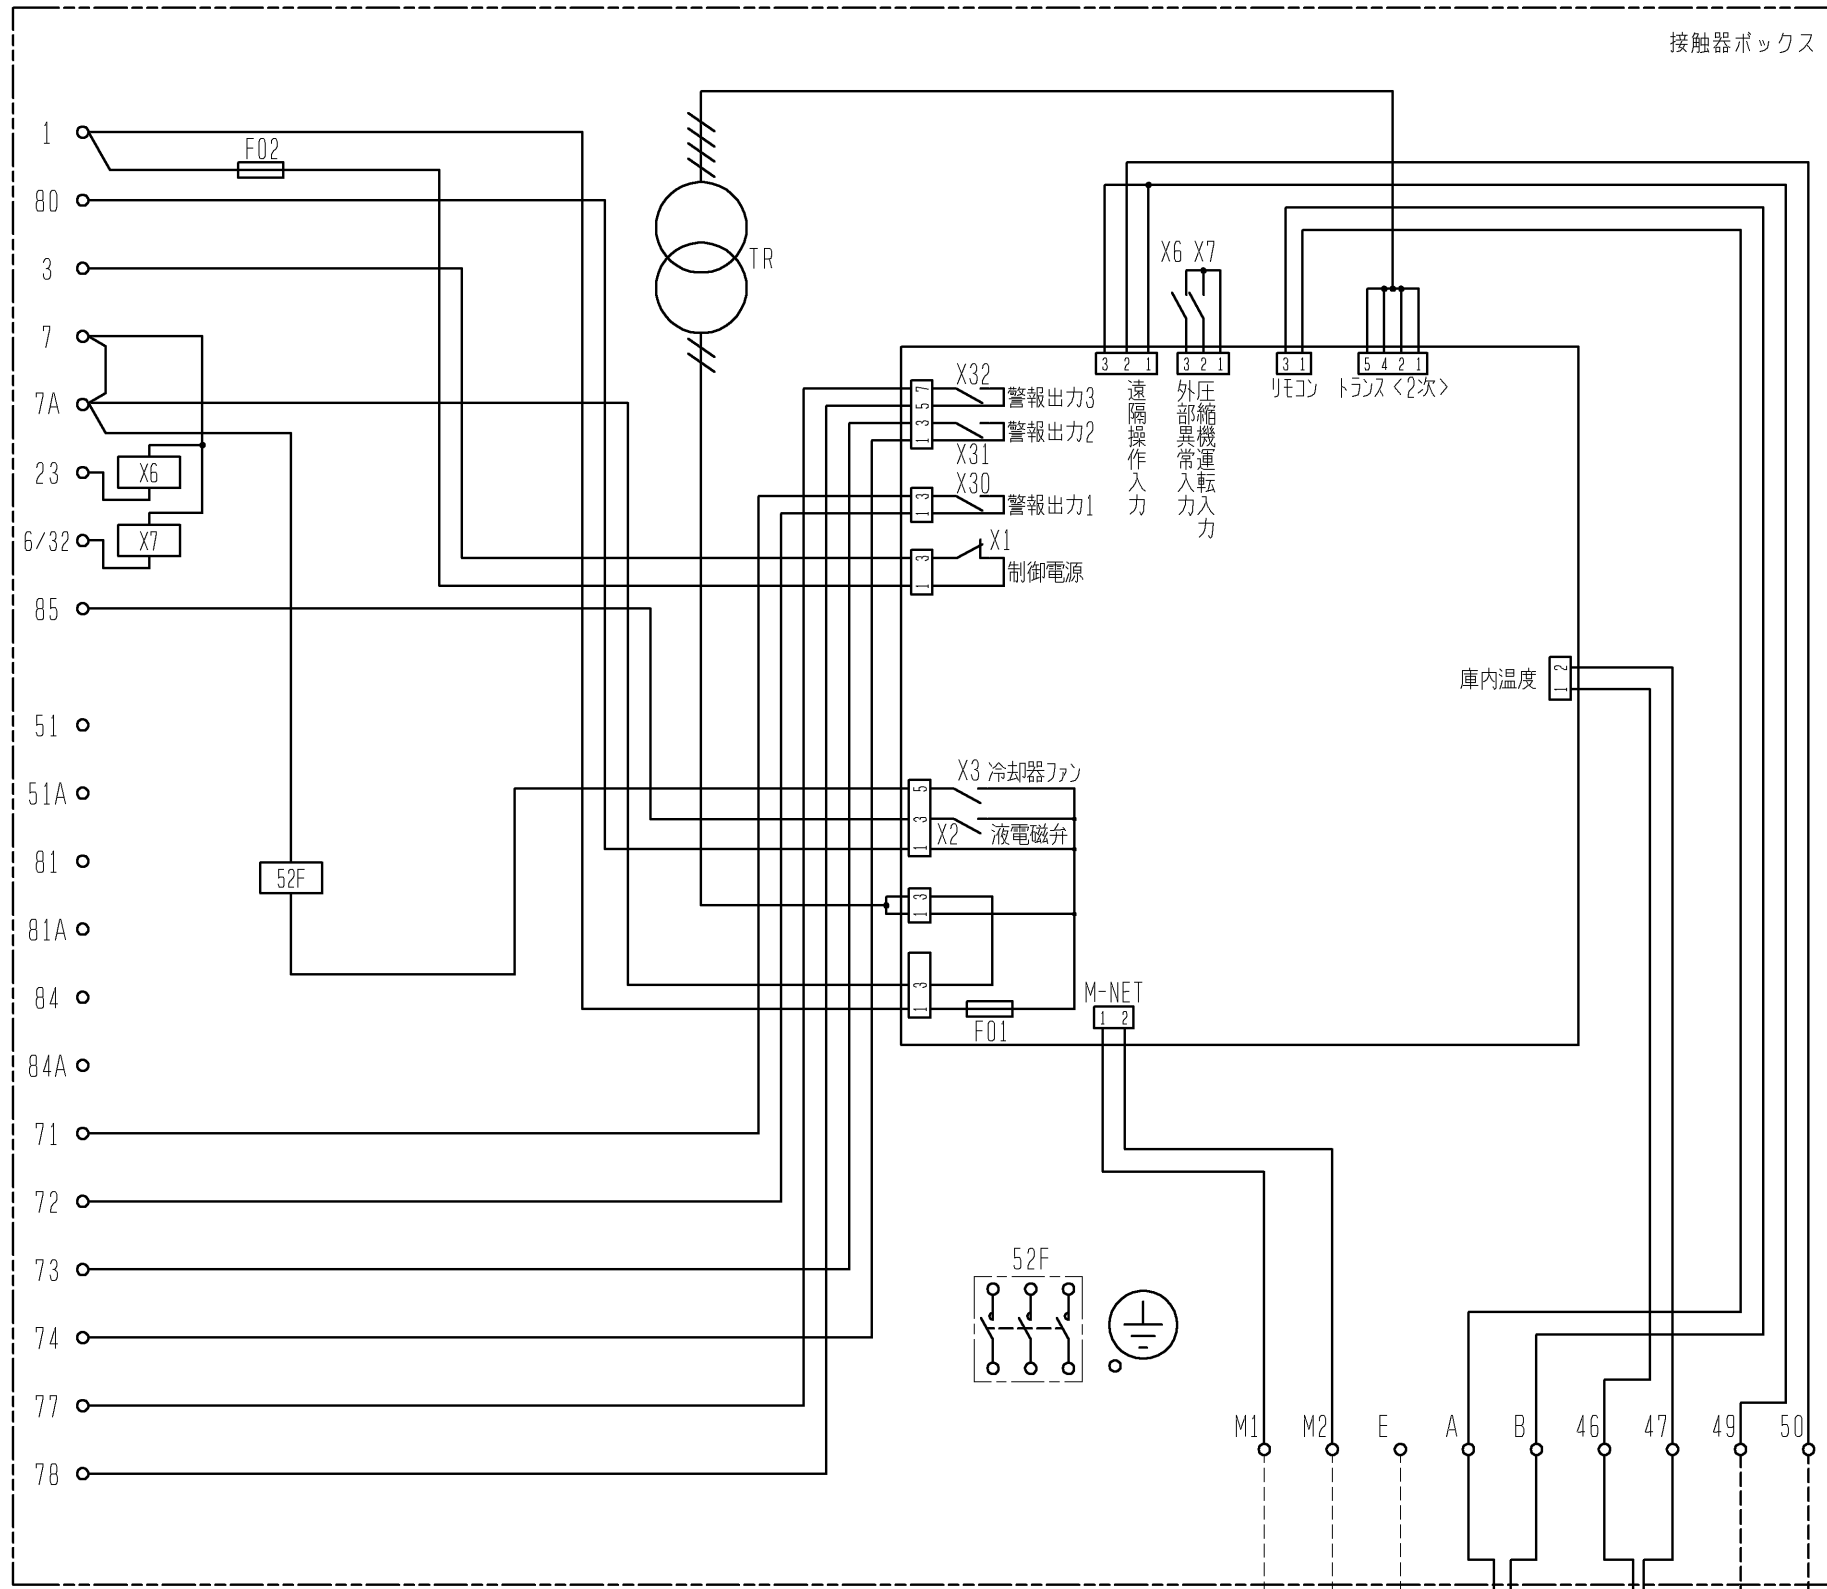 接触器ボックス
1
F02
80
TR
3
X6 X7
7
3 2 1
3 2 1
3 1
5 4 2 1
遠隔操作入力
外部異常入力
圧縮機運転入力
リモコン
トランス<2次>
7A
7
5
3
1
X32
警報出力3
警報出力2
X31
23
X6
X30
3
1
警報出力1
6/32
X7
X1
3
1
制御電源
85
庫内温度
2
1
51
51A
X3 冷却器ファン
5
3
1
X2
液電磁弁
81
52F
3
1
81A
84
3
1
F01
M-NET
1 2
84A
71
72
73
52F
74
77
78
M1
M2
E
A
B
46
47
49
50